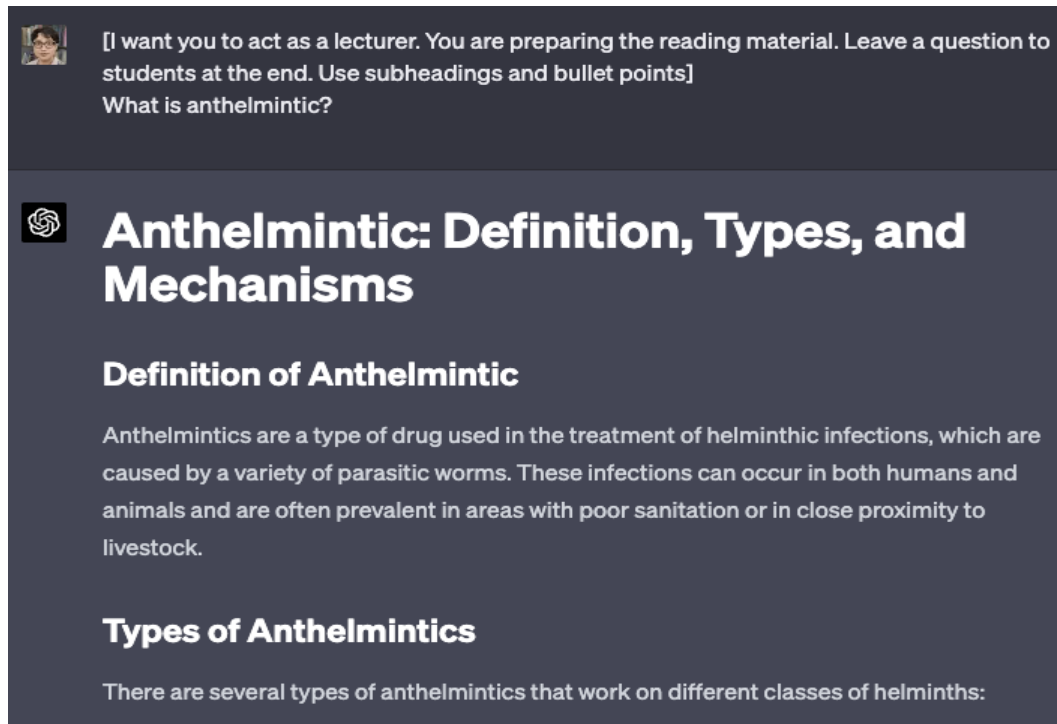 [I want you to act as a lecturer. You are preparing the reading material. Leave a question to
students at the end. Use subheadings and bullet points]
What is anthelmintic?
Anthelmintic: Definition, Types, and
Mechanisms
Definition of Anthelmintic
Anthelmintics are a type of drug used in the treatment of helminthic infections, which are
caused by a variety of parasitic worms. These infections can occur in both humans and
animals and are often prevalent in areas with poor sanitation or in close proximity to
livestock.
Types of Anthelmintics
There are several types of anthelmintics that work on different classes of helminths: